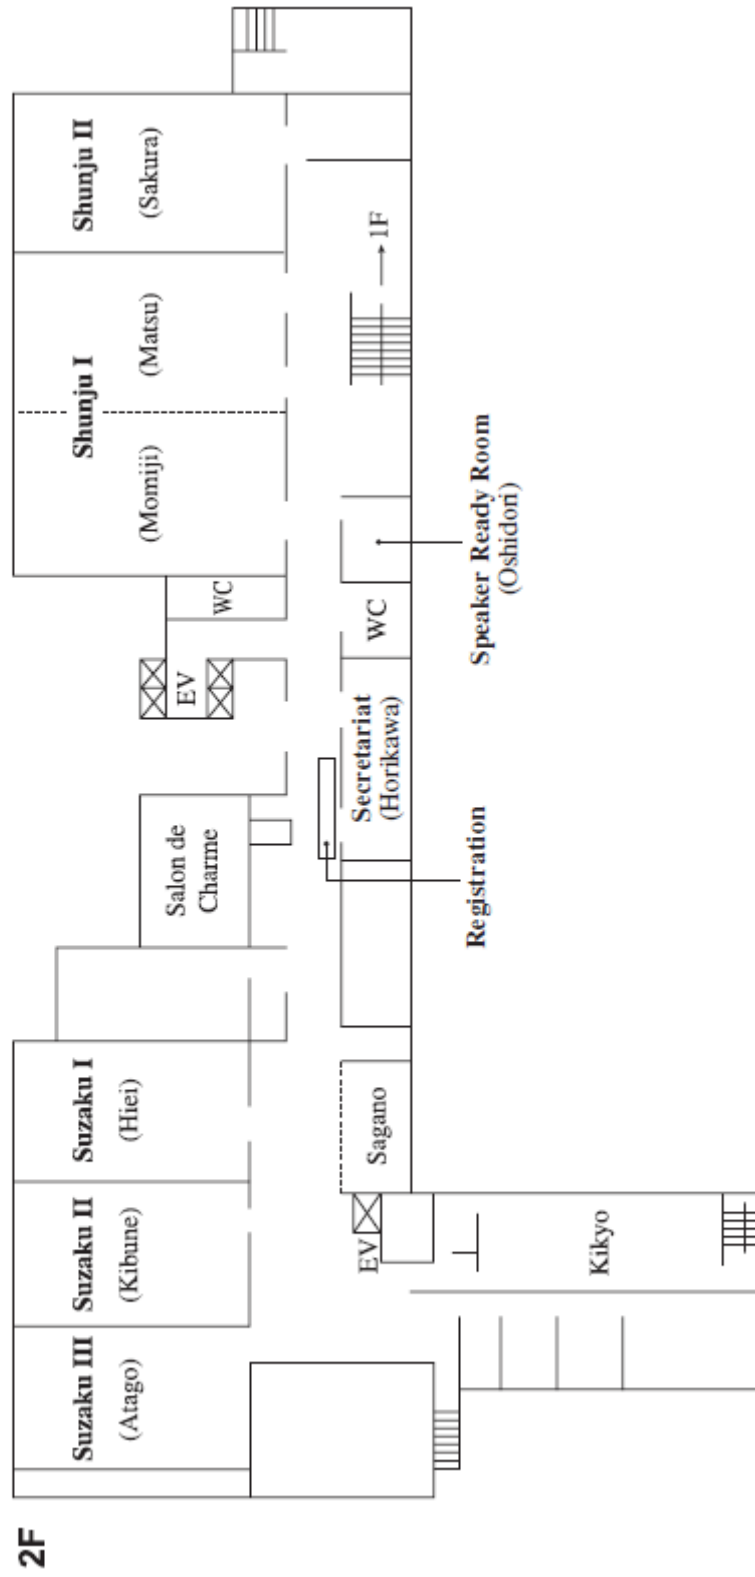 2F
Suzaku III
(Atago)
Suzaku II
(Kibune)
Suzaku I
(Hiei)
Salon de
Charme
EV
WC
Shunju I
(Momiji)
(Matsu)
Shunju II
(Sakura)
EV
Sagano
Secretariat
(Horikawa)
WC
1F
Registration
Speaker Ready Room
(Oshidori)
Kikyo